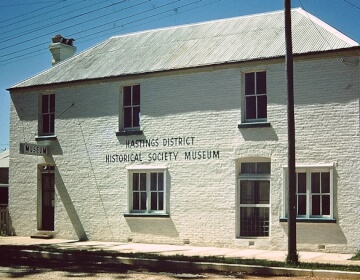 MUSEUM
HASTINGS DISTRICT
HISTORICAL SOCIETY MUSEUM